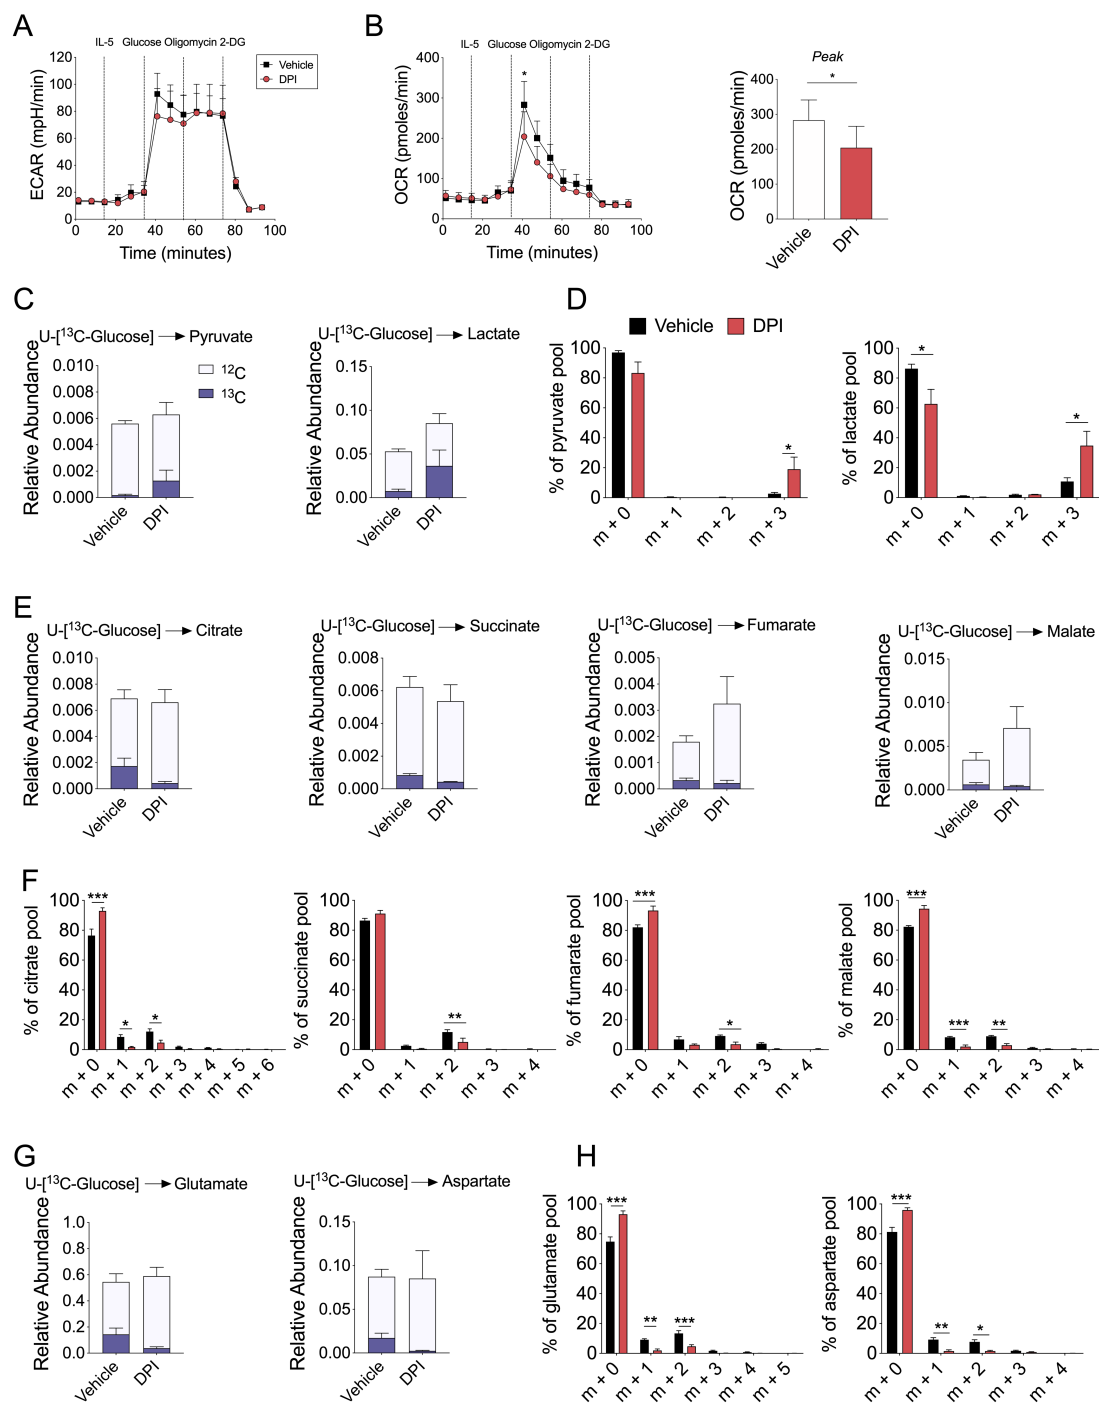 A
IL-5 Glucose Oligomycin 2-DG
ECAR (mpH/min)
120
100
80
60
40
20
0
0 20 40 60 80 100
Time (minutes)
Vehicle
DPI
B
IL-5 Glucose Oligomycin 2-DG
OCR (pmoles/min)
400
300
200
100
0
*
0 20 40 60 80 100
Time (minutes)
Peak
OCR (pmoles/min)
400
300
200
100
0
*
Vehicle DPI
C
U-[¹³C-Glucose] → Pyruvate
Relative Abundance
0.010
0.008
0.006
0.004
0.002
0.000
¹²C
¹³C
Vehicle DPI
U-[¹³C-Glucose] → Lactate
Relative Abundance
0.15
0.10
0.05
0.00
Vehicle DPI
D
Vehicle DPI
% of pyruvate pool
100
80
60
40
20
0
*
m + 0 m + 1 m + 2 m + 3
% of lactate pool
100
80
60
40
20
0
* *
m + 0 m + 1 m + 2 m + 3
E
U-[¹³C-Glucose] → Citrate
Relative Abundance
0.010
0.008
0.006
0.004
0.002
0.000
Vehicle DPI
U-[¹³C-Glucose] → Succinate
Relative Abundance
0.008
0.006
0.004
0.002
0.000
Vehicle DPI
U-[¹³C-Glucose] → Fumarate
Relative Abundance
0.005
0.004
0.003
0.002
0.001
0.000
Vehicle DPI
U-[¹³C-Glucose] → Malate
Relative Abundance
0.015
0.010
0.005
0.000
Vehicle DPI
F
% of citrate pool
100
80
60
40
20
0
*** * *
m + 0 m + 1 m + 2 m + 3 m + 4 m + 5 m + 6
% of succinate pool
100
80
60
40
20
0
**
m + 0 m + 1 m + 2 m + 3 m + 4
% of fumarate pool
100
80
60
40
20
0
*** *
m + 0 m + 1 m + 2 m + 3 m + 4
% of malate pool
100
80
60
40
20
0
*** *** **
m + 0 m + 1 m + 2 m + 3 m + 4
G
U-[¹³C-Glucose] → Glutamate
Relative Abundance
1.0
0.8
0.6
0.4
0.2
0.0
Vehicle DPI
U-[¹³C-Glucose] → Aspartate
Relative Abundance
0.15
0.10
0.05
0.00
Vehicle DPI
H
% of glutamate pool
100
80
60
40
20
0
*** ** ***
m + 0 m + 1 m + 2 m + 3 m + 4 m + 5
% of aspartate pool
100
80
60
40
20
0
*** ** *
m + 0 m + 1 m + 2 m + 3 m + 4